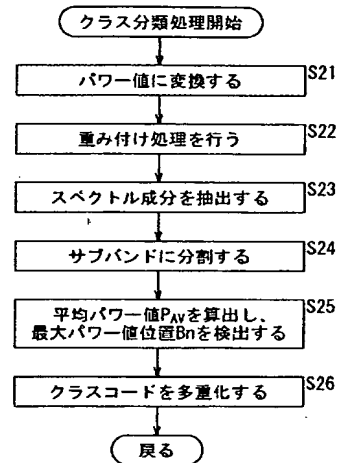 クラス分類処理開始
パワー値に変換する
S21
重み付け処理を行う
S22
スペクトル成分を抽出する
S23
サブバンドに分割する
S24
平均パワー値PAVを算出し、
最大パワー値位置Bnを検出する
S25
クラスコードを多重化する
S26
戻る